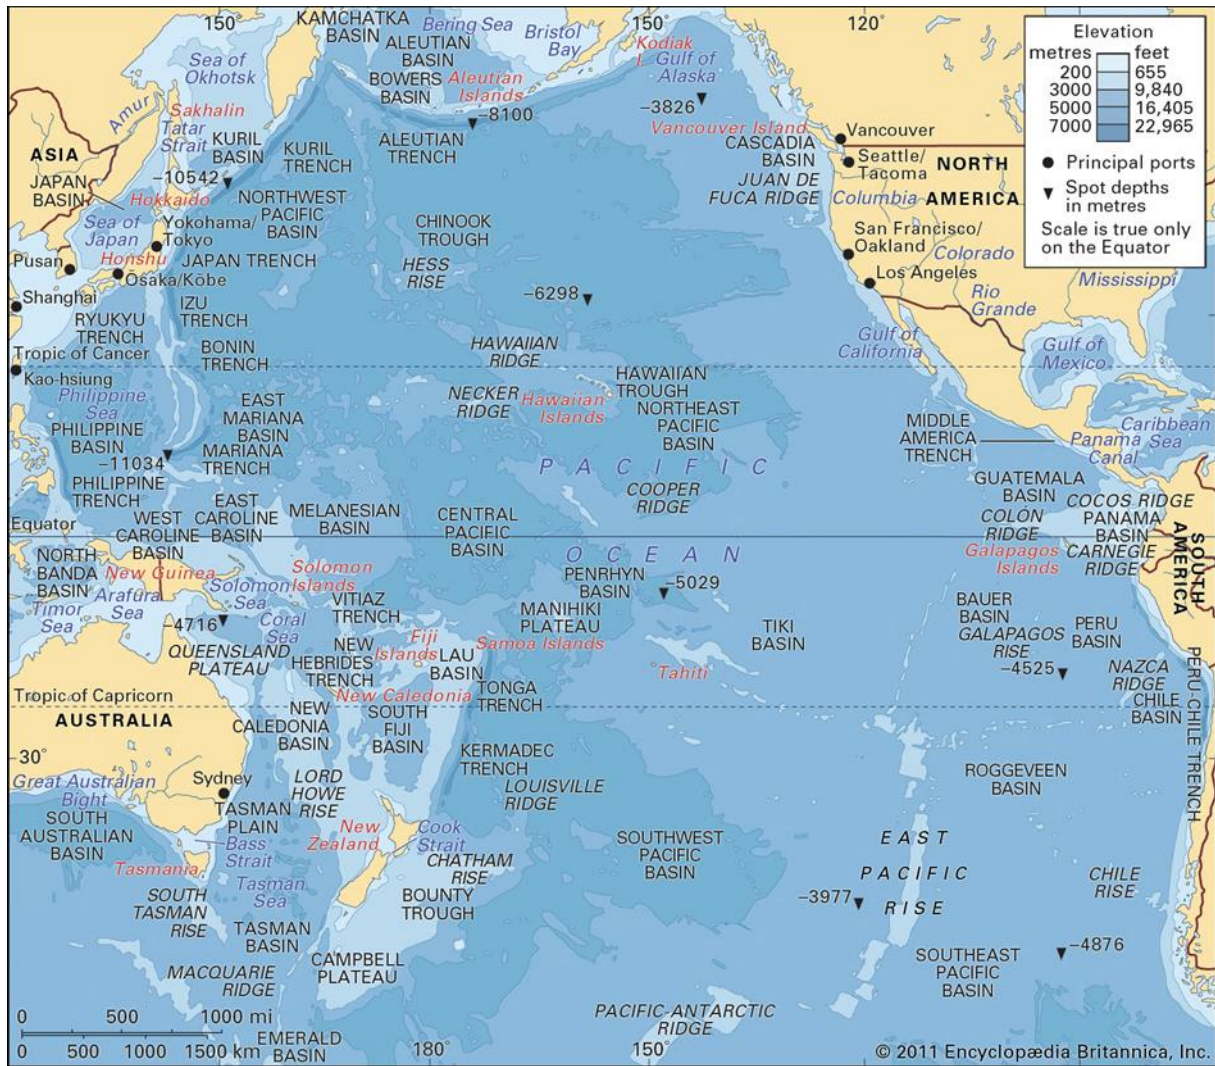 150°
KAMCHATKA
BASIN
Bering Sea
ALEUTIAN
BASIN
BOWERS
BASIN
Bristol
Bay
Aleutian
Islands
150°
Kodiak
I.
Gulf of
Alaska
120°
Elevation
metres
feet
200
655
3000
9,840
5000
16,405
7000
22,965
Principal ports
Spot depths
in metres
Scale is true only
on the Equator
Sea of
Okhotsk
Amur
Sakhalin
Tatar
Strait
KURIL
BASIN
KURIL
TRENCH
−8100
ALEUTIAN
TRENCH
−3826
Vancouver Island
Vancouver
CASCADIA
BASIN
Seattle/
Tacoma
JUAN DE
FUCA RIDGE
Columbia
NORTH
AMERICA
ASIA
JAPAN
BASIN
−10542
Hokkaido
NORTHWEST
PACIFIC
BASIN
Sea of
Japan
Yokohama/
Tokyo
CHINOOK
TROUGH
San Francisco/
Oakland
Colorado
Pusan
Honshu
JAPAN TRENCH
Ōsaka/Kōbe
HESS
RISE
Los Angeles
Rio
Grande
Mississippi
Shanghai
IZU
TRENCH
−6298
RYUKYU
TRENCH
BONIN
TRENCH
HAWAIIAN
RIDGE
Gulf of
California
Gulf of
Mexico
Tropic of Cancer
Kao-hsiung
Philippine
Sea
NECKER
RIDGE
Hawaiian
Islands
HAWAIIAN
TROUGH
NORTHEAST
PACIFIC
BASIN
EAST
MARIANA
BASIN
PHILIPPINE
BASIN
MARIANA
TRENCH
−11034
PHILIPPINE
TRENCH
MIDDLE
AMERICA
TRENCH
Caribbean
Sea
Panama
Canal
PACIFIC
COOPER
RIDGE
GUATEMALA
BASIN
COCOS RIDGE
EAST
CAROLINE
BASIN
MELANESIAN
BASIN
CENTRAL
PACIFIC
BASIN
COLÓN
RIDGE
PANAMA
BASIN
Equator
WEST
CAROLINE
BASIN
OCEAN
Galapagos
Islands
CARNEGIE
RIDGE
SOUTH
AMERICA
NORTH
BANDA
BASIN
New Guinea
Solomon
Islands
Solomon
Sea
PENRHYN
BASIN
−5029
Timor
Sea
Arafura
Sea
−4716
Coral
Sea
VITIAZ
TRENCH
MANIHIKI
PLATEAU
Samoa Islands
TIKI
BASIN
BAUER
BASIN
GALAPAGOS
RISE
PERU
BASIN
QUEENSLAND
PLATEAU
NEW
HEBRIDES
TRENCH
Fiji
Islands
LAU
BASIN
Tahiti
−4525
NAZCA
RIDGE
Tropic of Capricorn
New Caledonia
TONGA
TRENCH
CHILE
BASIN
PERU-CHILE TRENCH
AUSTRALIA
NEW
CALEDONIA
BASIN
SOUTH
FIJI
BASIN
30°
KERMADEC
TRENCH
Great Australian
Bight
Sydney
LORD
HOWE
RISE
LOUISVILLE
RIDGE
ROGGEVEEN
BASIN
SOUTH
AUSTRALIAN
BASIN
TASMAN
PLAIN
Bass
Strait
New
Zealand
Cook
Strait
SOUTHWEST
PACIFIC
BASIN
EAST
PACIFIC
RISE
Tasmania
Tasman
Sea
CHATHAM
RISE
CHILE
RISE
SOUTH
TASMAN
RISE
BOUNTY
TROUGH
−3977
TASMAN
BASIN
−4876
MACQUARIE
RIDGE
CAMPBELL
PLATEAU
SOUTHEAST
PACIFIC
BASIN
0 500 1000 mi
0 500 1000 1500 km
EMERALD
BASIN
PACIFIC-ANTARCTIC
RIDGE
180°
150°
© 2011 Encyclopædia Britannica, Inc.